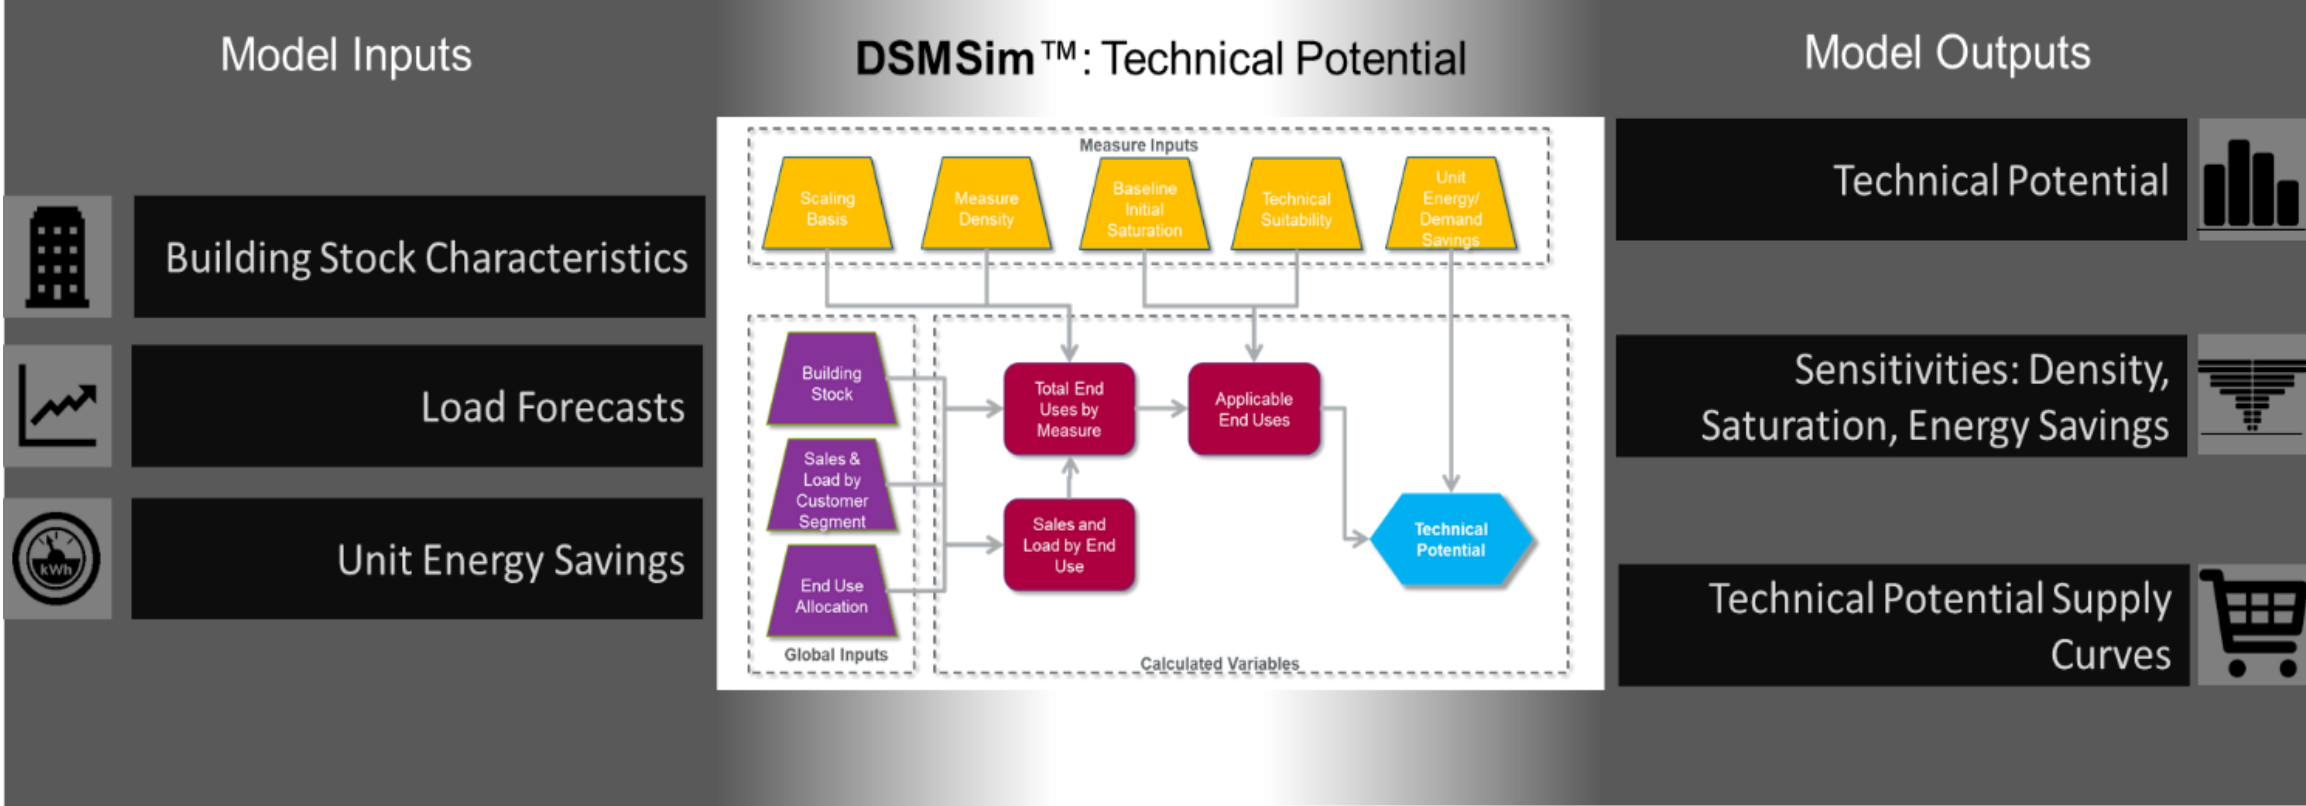 Model Inputs
Building Stock Characteristics
Load Forecasts
kWh
Unit Energy Savings
DSMSim™: Technical Potential
Measure Inputs
Scaling
Basis
Measure
Density
Baseline
Initial
Saturation
Technical
Suitability
Unit
Energy/
Demand
Savings
Building
Stock
Sales &
Load by
Customer
Segment
End Use
Allocation
Global Inputs
Total End
Uses by
Measure
Applicable
End Uses
Sales and
Load by End
Use
Technical
Potential
Calculated Variables
Model Outputs
Technical Potential
Sensitivities: Density,
Saturation, Energy Savings
Technical Potential Supply
Curves